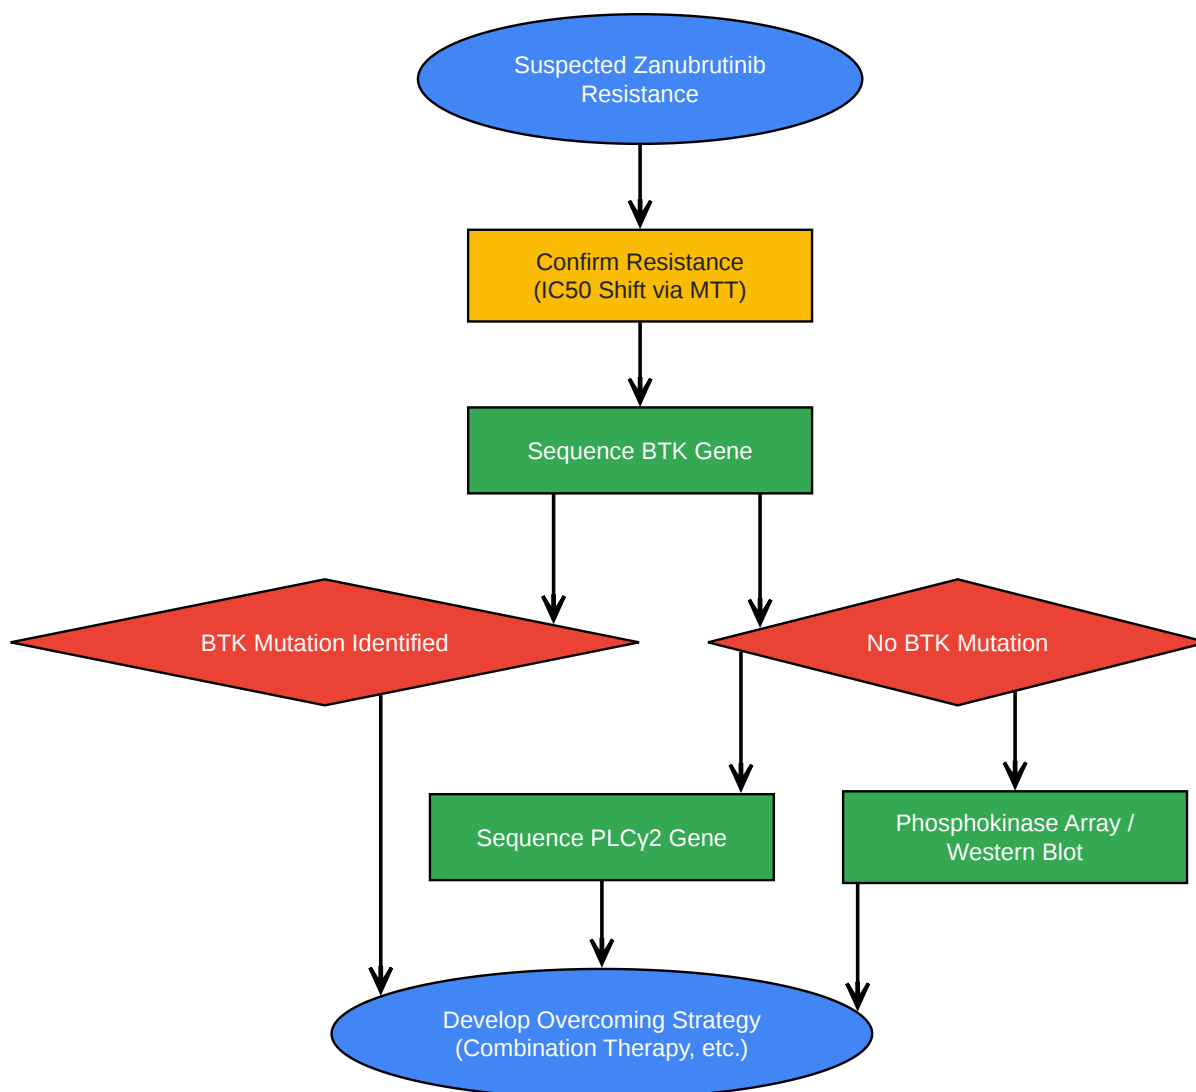 Suspected Zanubrutinib
Resistance
Confirm Resistance
(IC50 Shift via MTT)
Sequence BTK Gene
BTK Mutation Identified
No BTK Mutation
Sequence PLCγ2 Gene
Phosphokinase Array /
Western Blot
Develop Overcoming Strategy
(Combination Therapy, etc.)